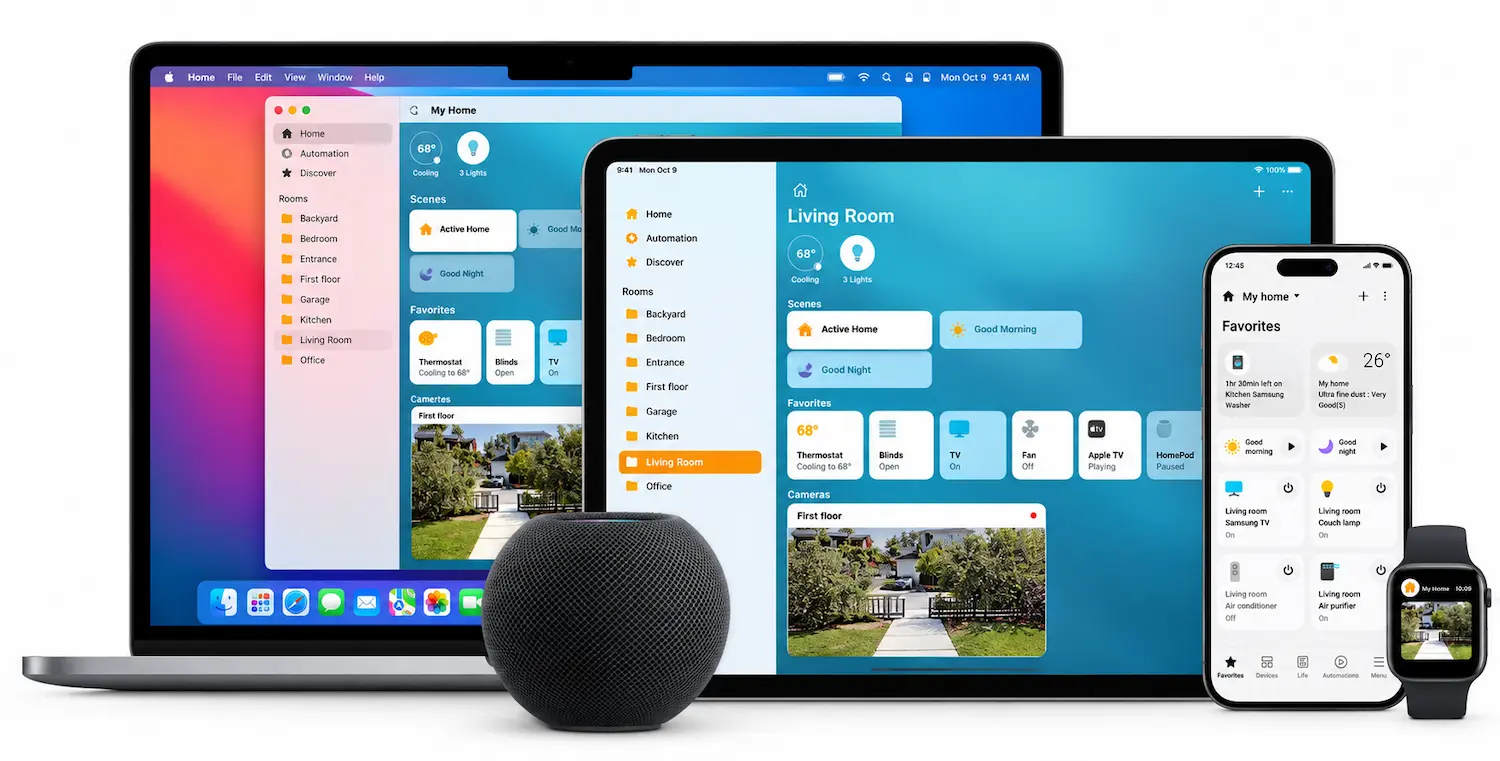 Home File Edit View Window Help
Mon Oct 9 9:41 AM
My Home
Home
Automation
Discover
Rooms
Backyard
Bedroom
Entrance
First floor
Garage
Kitchen
Living Room
Office
68°
Cooling
3 Lights
Scenes
Active Home
Good Mo
Good Night
Favorites
Thermostat
Cooling to 68°
Blinds
Open
TV
On
Camertes
First floor
9:41 Mon Oct 9
100%
Home
Automation
Discover
Rooms
Backyard
Bedroom
Entrance
First floor
Garage
Kitchen
Living Room
Office
Living Room
68°
Cooling
3 Lights
Scenes
Active Home
Good Morning
Good Night
Favorites
68°
Thermostat
Cooling to 68°
Blinds
Open
TV
On
Fan
Off
tv
Apple TV
Playing
HomePod
Paused
Cameras
First floor
12:45
My home
Favorites
1hr 30min left on
Kitchen Samsung
Washer
26°
My home
Ultra fine dust : Very
Good(S)
Good
morning
Good
night
Living room
Samsung TV
On
Living room
Couch lamp
On
Living room
Air conditioner
Off
Living room
Air purifier
On
Favorites
Devices
Life
Automations
Menu
My Home 10:09